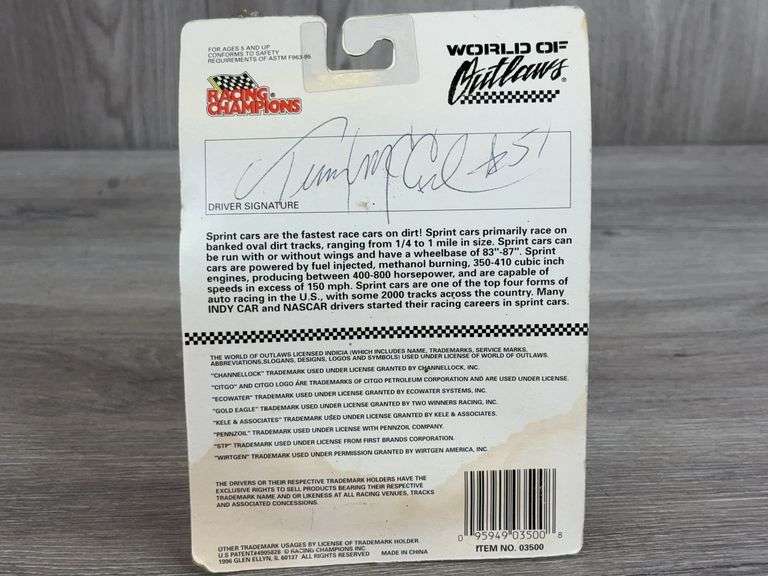 FOR AGES 5 AND UP
CONFORMS TO SAFETY
REQUIREMENTS OF ASTM F963-95
WORLD OF
Outlaws®
RACING
CHAMPIONS®
#51
DRIVER SIGNATURE
Sprint cars are the fastest race cars on dirt! Sprint cars primarily race on
banked oval dirt tracks, ranging from 1/4 to 1 mile in size. Sprint cars can
be run with or without wings and have a wheelbase of 83"-87". Sprint
cars are powered by fuel injected, methanol burning, 350-410 cubic inch
engines, producing between 400-800 horsepower, and are capable of
speeds in excess of 150 mph. Sprint cars are one of the top four forms of
auto racing in the U.S., with some 2000 tracks across the country. Many
INDY CAR and NASCAR drivers started their racing careers in sprint cars.
THE WORLD OF OUTLAWS LICENSED INDICIA (WHICH INCLUDES NAME, TRADEMARKS, SERVICE MARKS,
ABBREVIATIONS,SLOGANS, DESIGNS, LOGOS AND SYMBOLS) USED UNDER LICENSE OF WORLD OF OUTLAWS.
"CHANNELLOCK" TRADEMARK USED UNDER LICENSE GRANTED BY CHANNELLOCK, INC.
"CITGO" AND CITGO LOGO ARE TRADEMARKS OF CITGO PETROLEUM CORPORATION AND ARE USED UNDER LICENSE.
"ECOWATER" TRADEMARK USED UNDER LICENSE GRANTED BY ECOWATER SYSTEMS, INC.
"GOLD EAGLE" TRADEMARK USED UNDER LICENSE GRANTED BY TWO WINNERS RACING, INC.
"KELE & ASSOCIATES" TRADEMARK USED UNDER LICENSE GRANTED BY KELE & ASSOCIATES.
"PENNZOIL" TRADEMARK USED UNDER LICENSE WITH PENNZOIL COMPANY.
"STP" TRADEMARK USED UNDER LICENSE FROM FIRST BRANDS CORPORATION.
"WIRTGEN" TRADEMARK USED UNDER PERMISSION GRANTED BY WIRTGEN AMERICA, INC
THE DRIVERS OR THEIR RESPECTIVE TRADEMARK HOLDERS HAVE THE
EXCLUSIVE RIGHTS TO SELL PRODUCTS BEARING THEIR RESPECTIVE
TRADEMARK NAME AND OR LIKENESS AT ALL RACING VENUES, TRACKS
AND ASSOCIATED CONCESSIONS.
OTHER TRADEMARK USAGES BY LICENSE OF TRADEMARK HOLDER.
U.S PATENT#4995828 © RACING CHAMPIONS INC
1996 GLEN ELLYN, IL 60137 MADE IN CHINA
0 95949 03500 8
ITEM NO. 03500